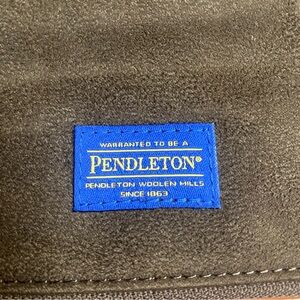 WARRANTED TO BE A
PENDLETON®
PENDLETON WOOLEN MILLS
SINCE 1863